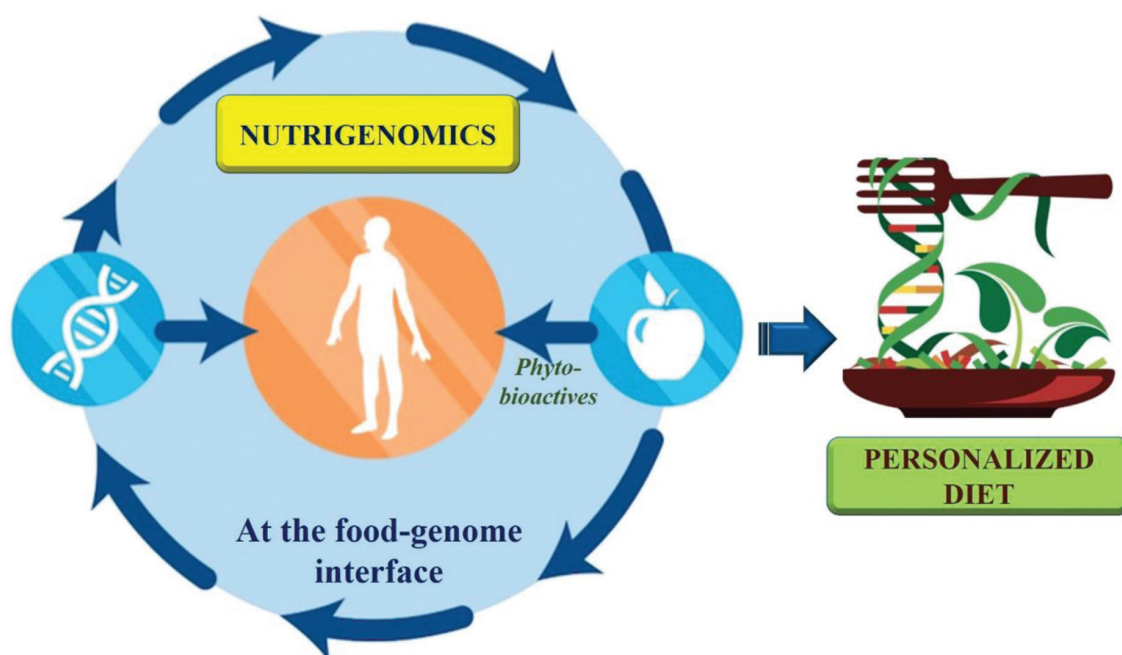 NUTRIGENOMICS
Phyto-
bioactives
At the food-genome
interface
PERSONALIZED
DIET